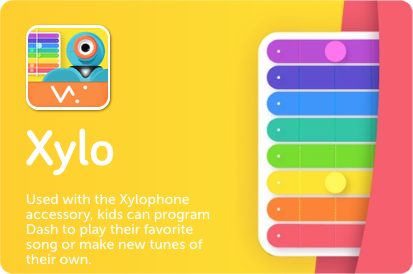 Xylo
Used with the Xylophone
accessory, kids can program
Dash to play their favorite
song or make new tunes of
their own.